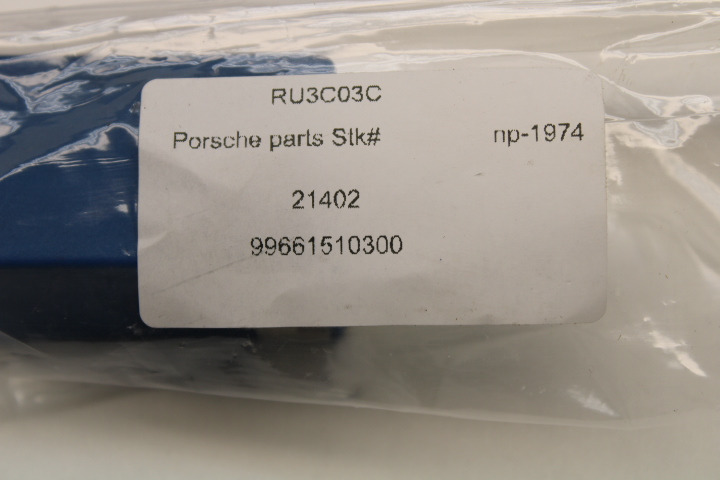 RU3C03C
Porsche parts Stk# np-1974
21402
99661510300